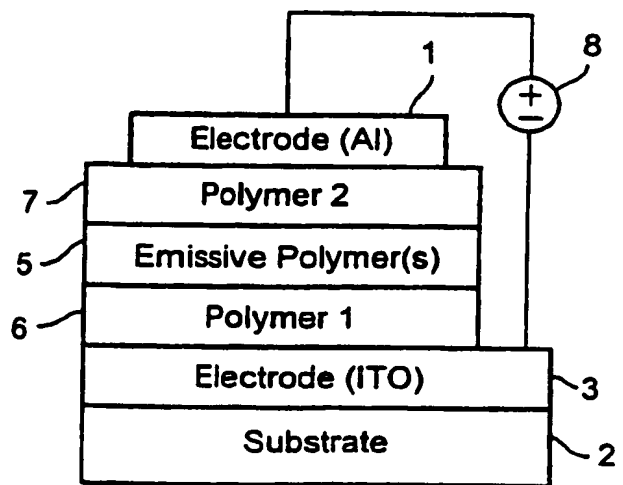 1
8
+
−
Electrode (Al)
7
Polymer 2
5
Emissive Polymer(s)
6
Polymer 1
Electrode (ITO)
3
Substrate
2